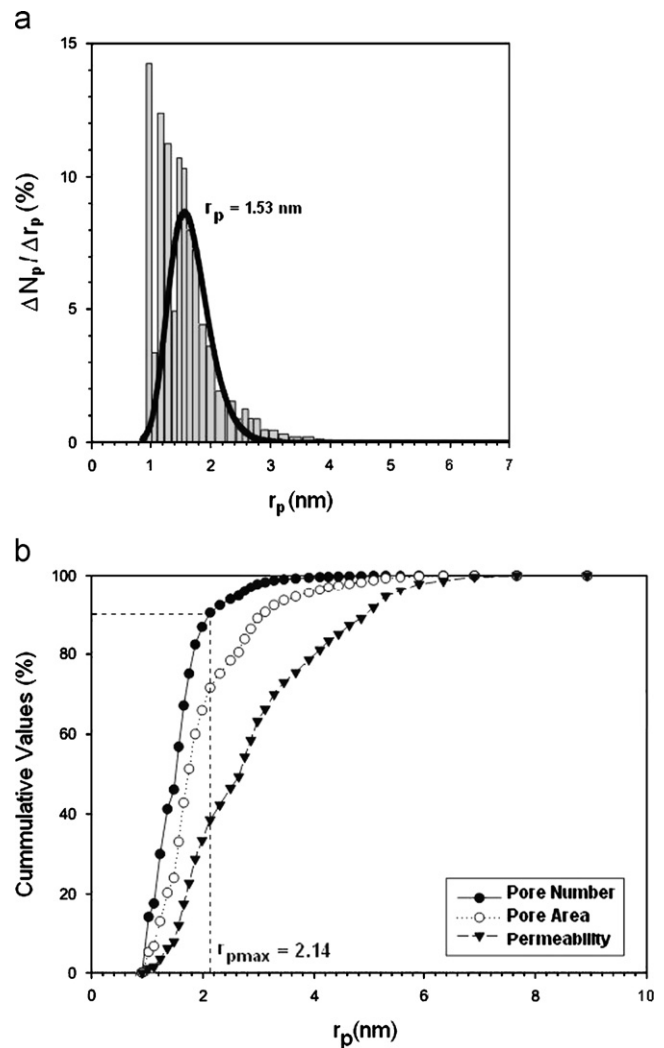 a
15
10
5
0
ΔNp / Δrp (%)
rp = 1.53 nm
0 1 2 3 4 5 6 7
rp (nm)
b
100
80
60
40
20
0
Cummulative Values (%)
rpmax = 2.14
Pore Number
Pore Area
Permeability
0 2 4 6 8 10
rp(nm)